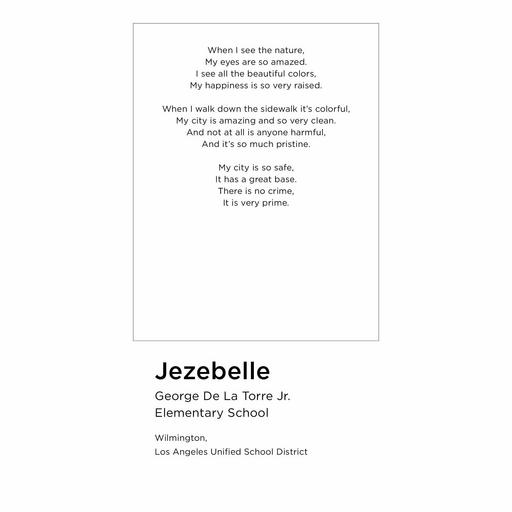 When I see the nature,
My eyes are so amazed.
I see all the beautiful colors,
My happiness is so very raised.
When I walk down the sidewalk it's colorful,
My city is amazing and so very clean.
And not at all is anyone harmful,
And it's so much pristine.
My city is so safe,
It has a great base.
There is no crime,
It is very prime.
Jezebelle
George De La Torre Jr.
Elementary School
Wilmington,
Los Angeles Unified School District